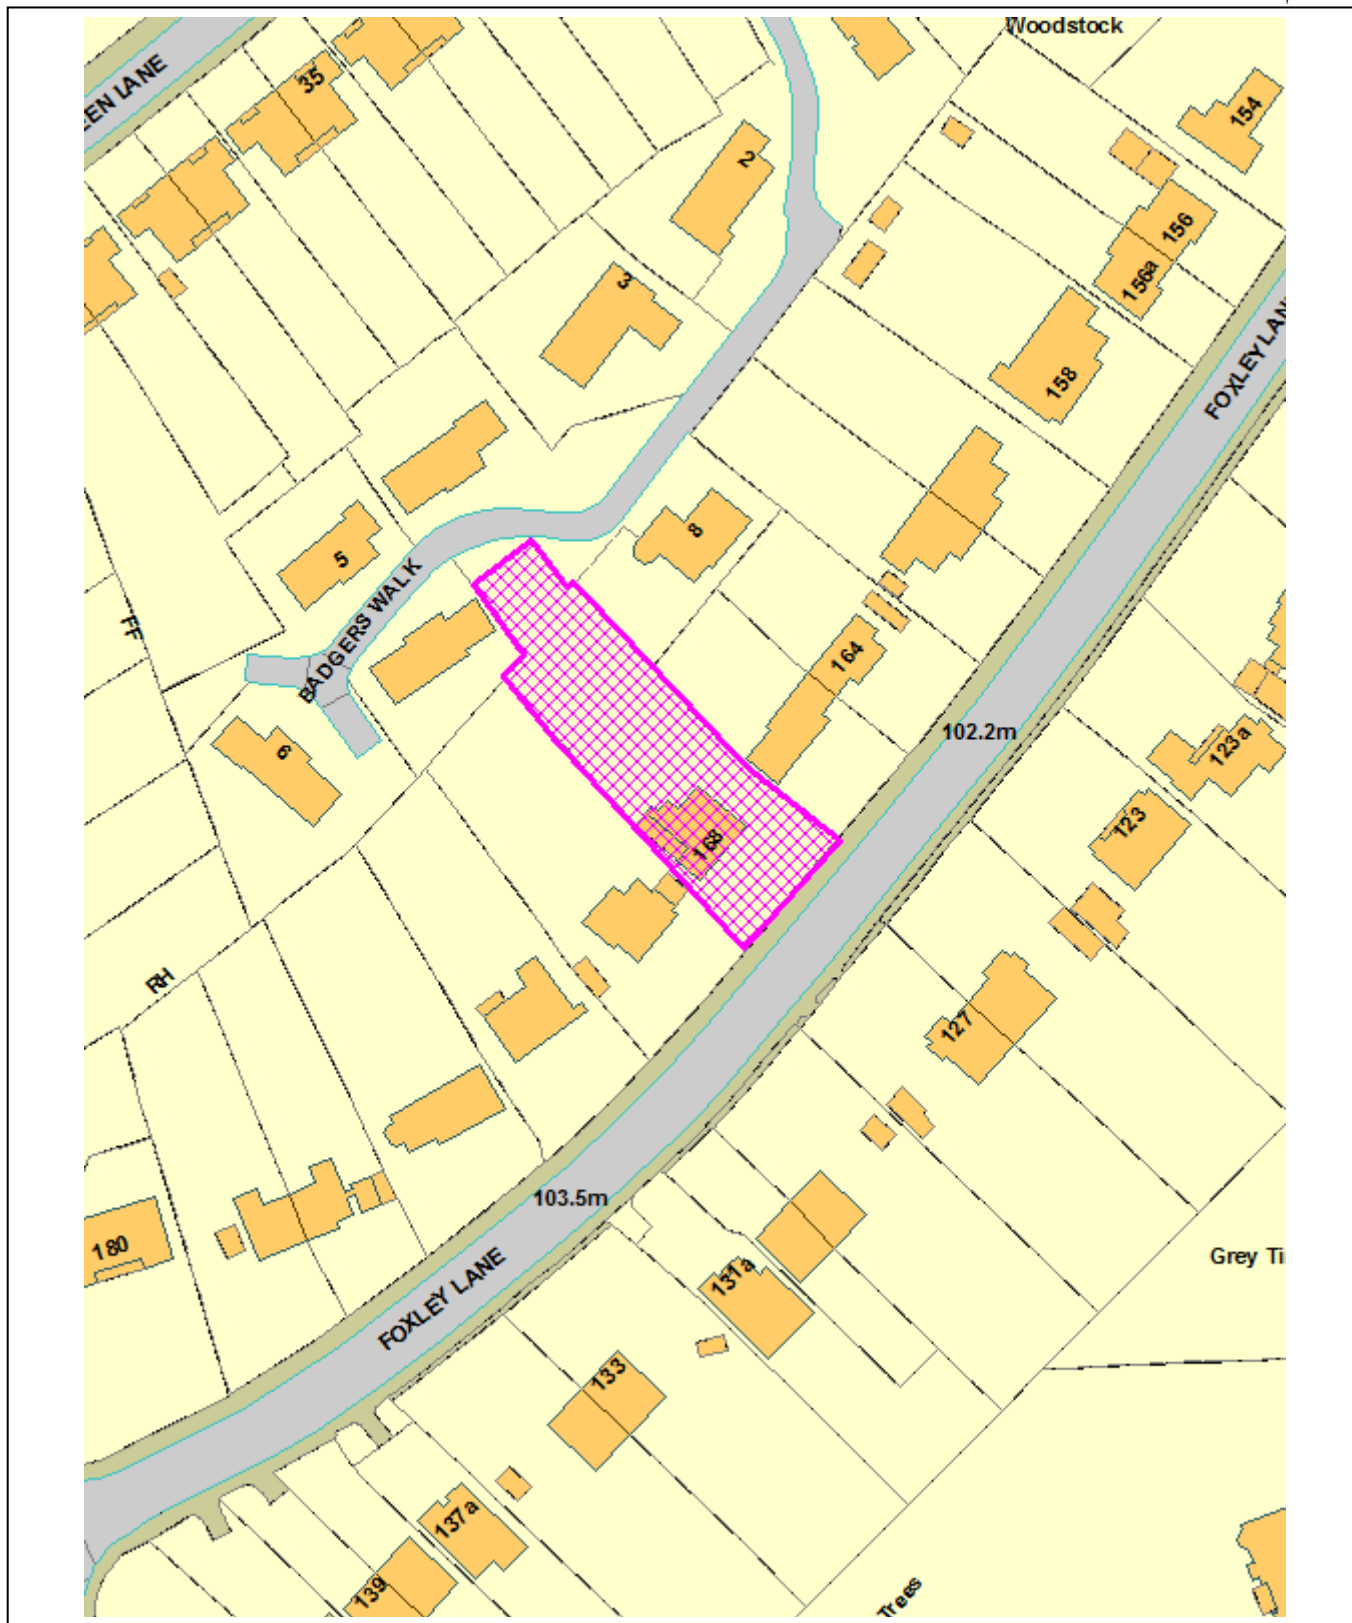 Woodstock
EEN LANE
35
154
2
156
156a
3
158
FOXLEY LAN
8
5
BADGERS WALK
FF
164
102.2m
123a
6
123
168
RH
127
103.5m
180
Grey Ti
131a
FOXLEY LANE
133
137a
139
Trees